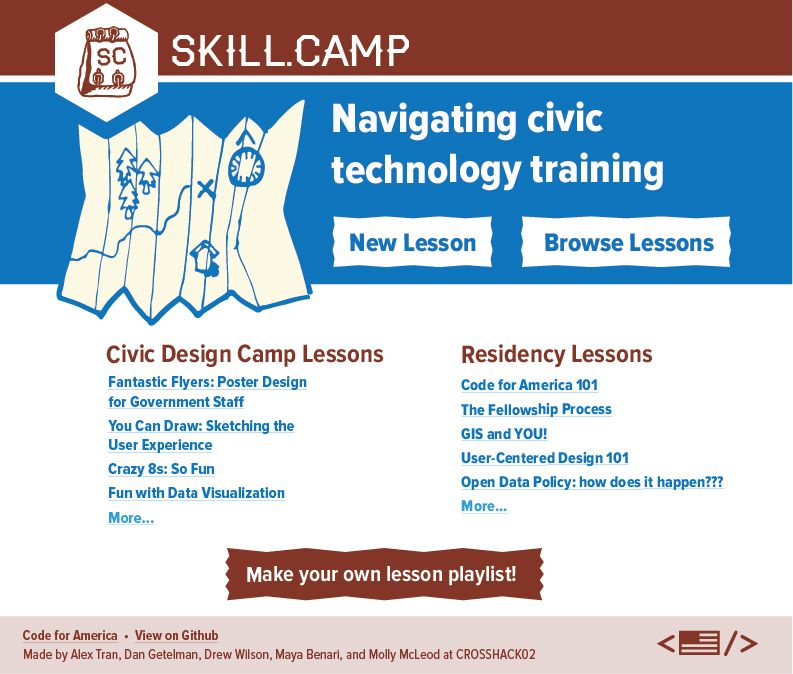 SC
SKILL.CAMP
Navigating civic
technology training
New Lesson
Browse Lessons
Civic Design Camp Lessons
Fantastic Flyers: Poster Design
for Government Staff
You Can Draw: Sketching the
User Experience
Crazy 8s: So Fun
Fun with Data Visualization
More...
Residency Lessons
Code for America 101
The Fellowship Process
GIS and YOU!
User-Centered Design 101
Open Data Policy: how does it happen???
More...
Make your own lesson playlist!
Code for America • View on Github
Made by Alex Tran, Dan Getelman, Drew Wilson, Maya Benari, and Molly McLeod at CROSSHACK02